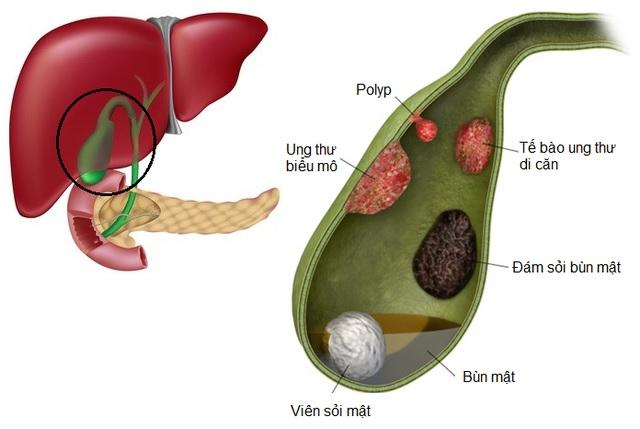 Polyp
Ung thư
biểu mô
Tế bào ung thư
di căn
Đám sỏi bùn mật
Bùn mật
Viên sỏi mật